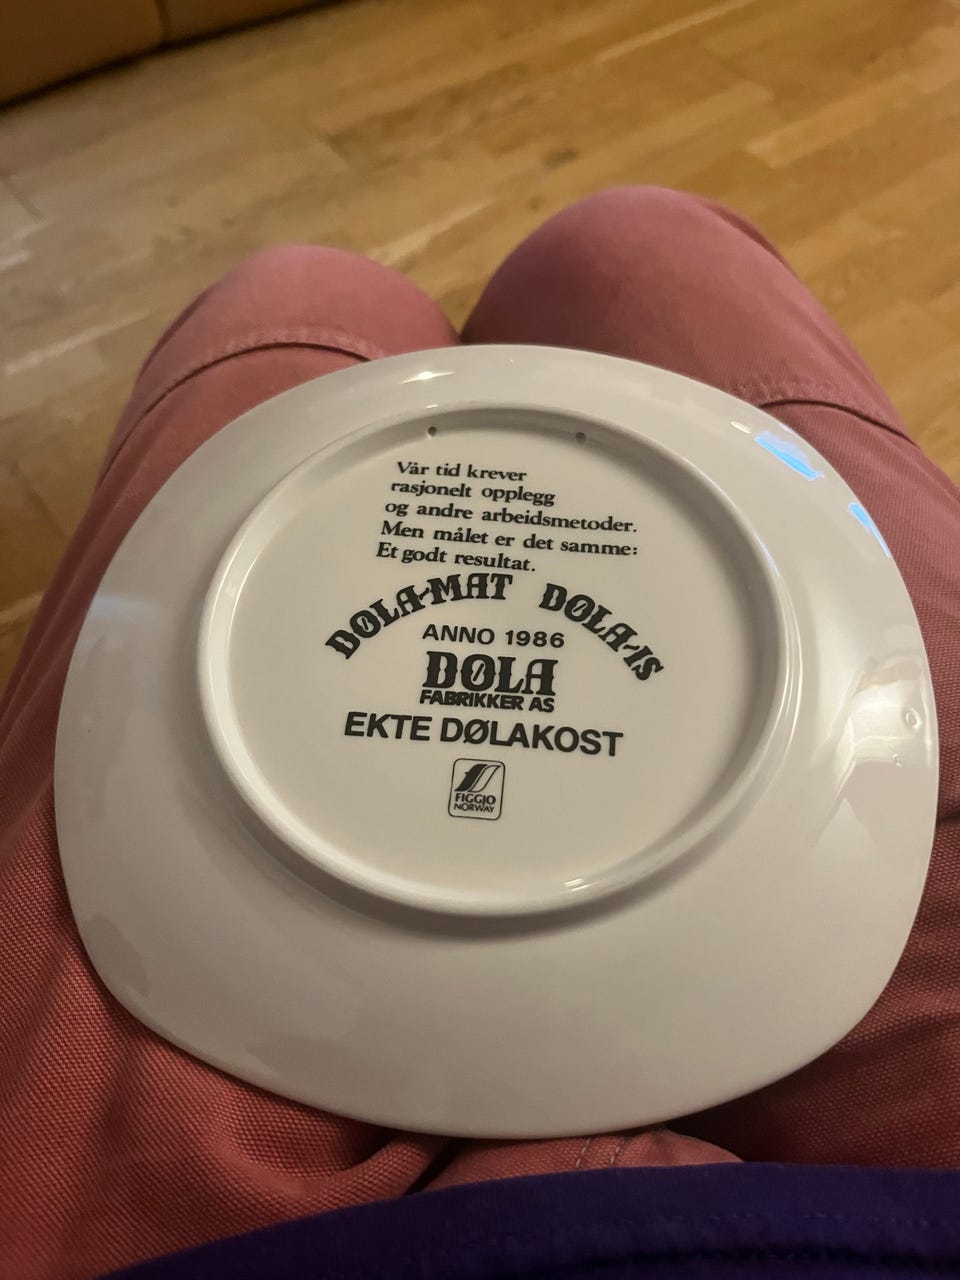 Vår tid krever
rasjonelt opplegg
og andre arbeidsmetoder.
Men målet er det samme:
Et godt resultat.
DØLA-MAT DØLA-IS
ANNO 1986
DØLA
FABRIKKER AS
EKTE DØLAKOST
FIGGJO
NORWAY